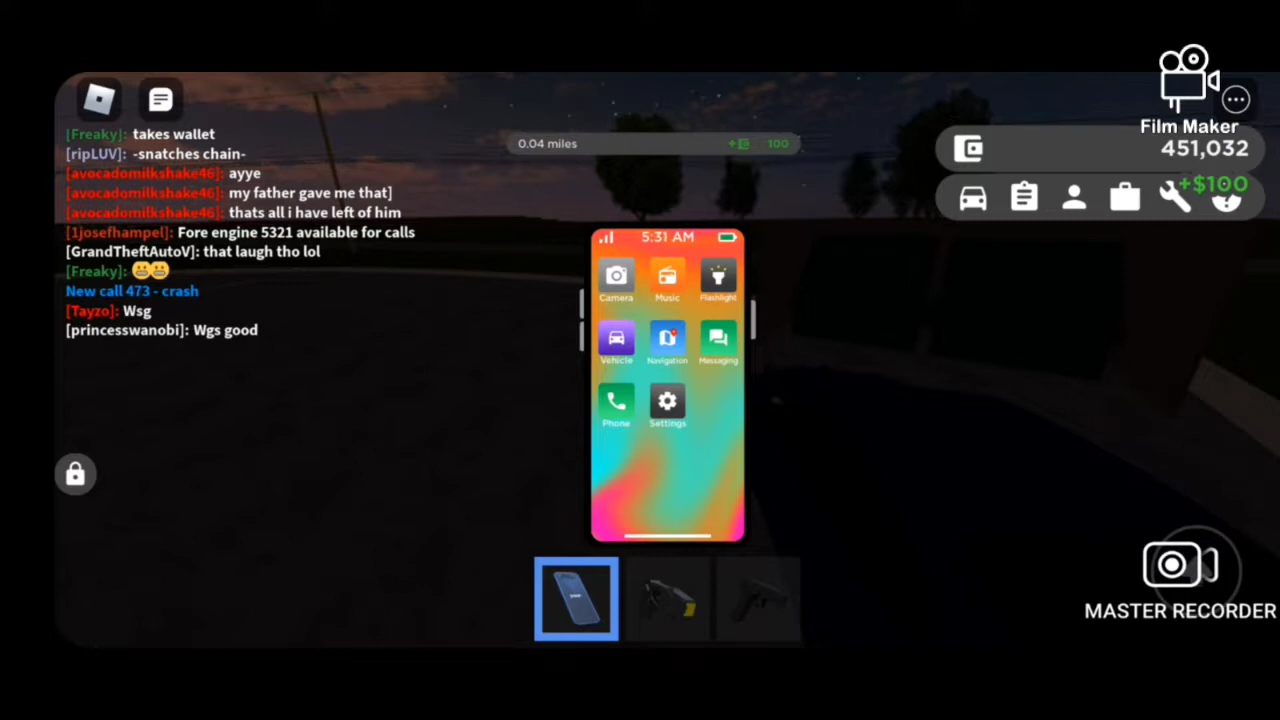 Film Maker
[Freaky]: takes wallet
[ripLUV]: -snatches chain-
[avocadomilkshake46]: ayye
[avocadomilkshake46]: my father gave me that]
[avocadomilkshake46]: thats all i have left of him
[1josefhampel]: Fore engine 5321 available for calls
[GrandTheftAutoV]: that laugh tho lol
[Freaky]: 😬😬
New call 473 - crash
[Tayzo]: Wsg
[princesswanobi]: Wgs good
0.04 miles
+ 100
451,032
+$100
5:31 AM
Camera Music Flashlight
Vehicle Navigation Messaging
Phone Settings
MASTER RECORDER